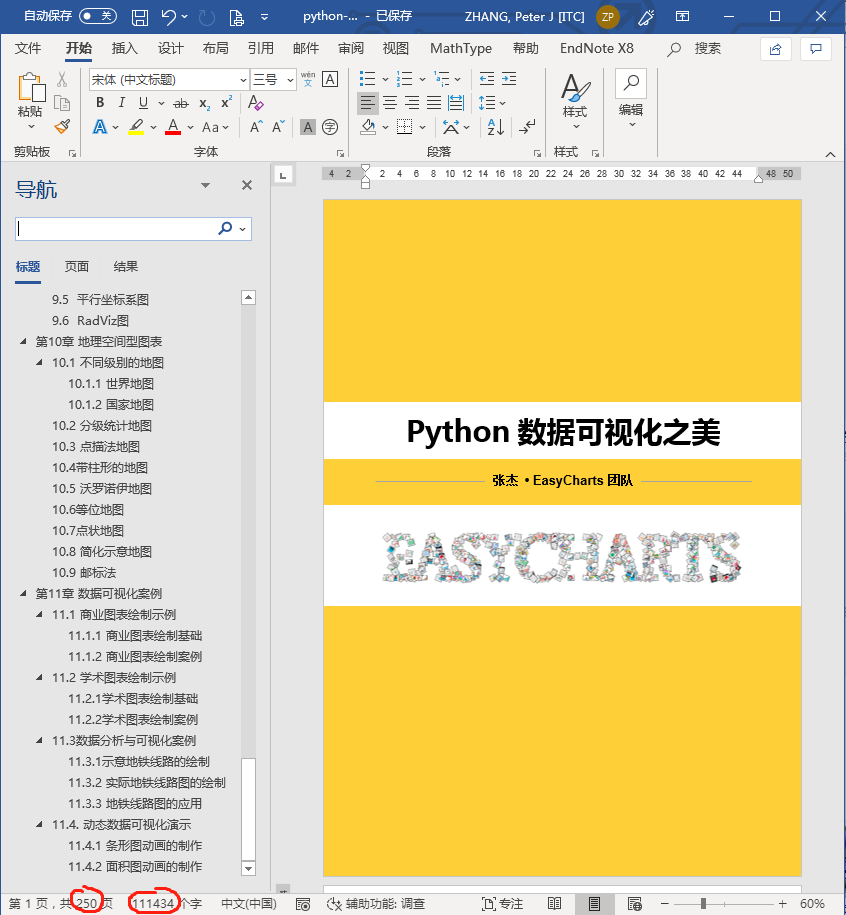 自动保存 关 python-... - 已保存 ZHANG, Peter J [ITC] ZP
文件 开始 插入 设计 布局 引用 邮件 审阅 视图 MathType 帮助 EndNote X8 搜索
宋体 (中文标题) 三号 wén 文 A
粘贴 B I U ab x₂ x² A 样式 编辑
A A Aa A A A 字
剪贴板 字体 段落 样式
导航
4 2 2 4 6 8 10 12 14 16 18 20 22 24 26 28 30 32 34 36 38 40 42 44 48 50
标题 页面 结果
9.5 平行坐标系图
9.6 RadViz图
第10章 地理空间型图表
10.1 不同级别的地图
10.1.1 世界地图
10.1.2 国家地图
10.2 分级统计地图
10.3 点描法地图
10.4带柱形的地图
10.5 沃罗诺伊地图
10.6等位地图
10.7点状地图
10.8 简化示意地图
10.9 邮标法
第11章 数据可视化案例
11.1 商业图表绘制示例
11.1.1 商业图表绘制基础
11.1.2 商业图表绘制案例
11.2 学术图表绘制示例
11.2.1学术图表绘制基础
11.2.2学术图表绘制案例
11.3数据分析与可视化案例
11.3.1示意地铁线路的绘制
11.3.2 实际地铁线路图的绘制
11.3.3 地铁线路图的应用
11.4. 动态数据可视化演示
11.4.1 条形图动画的制作
11.4.2 面积图动画的制作
Python 数据可视化之美
张杰 • EasyCharts 团队
EASYCHARTS
第 1 页，共 250 页 111434 个字 中文(中国) 辅助功能: 调查 专注 60%